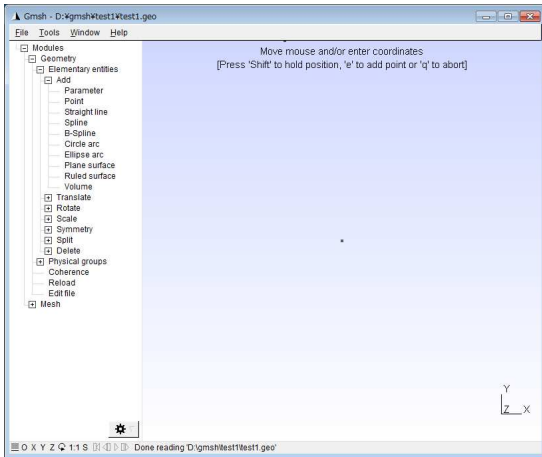 Gmsh - D:¥gmsh¥test1¥test1.geo
File Tools Window Help
Modules
Geometry
Elementary entities
Add
Parameter
Point
Straight line
Spline
B-Spline
Circle arc
Ellipse arc
Plane surface
Ruled surface
Volume
Translate
Rotate
Scale
Symmetry
Split
Delete
Physical groups
Coherence
Reload
Edit file
Mesh
Move mouse and/or enter coordinates
[Press 'Shift' to hold position, 'e' to add point or 'q' to abort]
Y
Z X
O X Y Z 1:1 S Done reading 'D:\gmsh\test1\test1.geo'